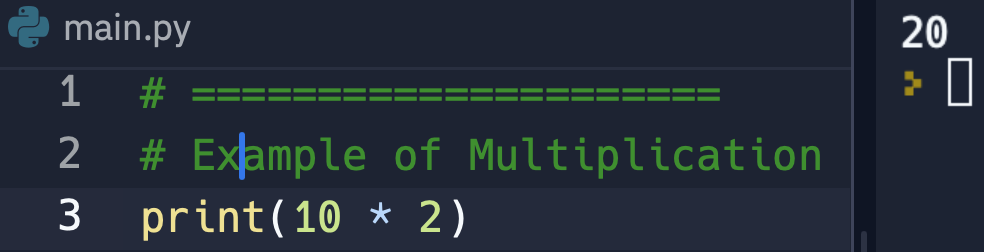 main.py
1 # =====================
2 # Example of Multiplication
3 print(10 * 2)
20